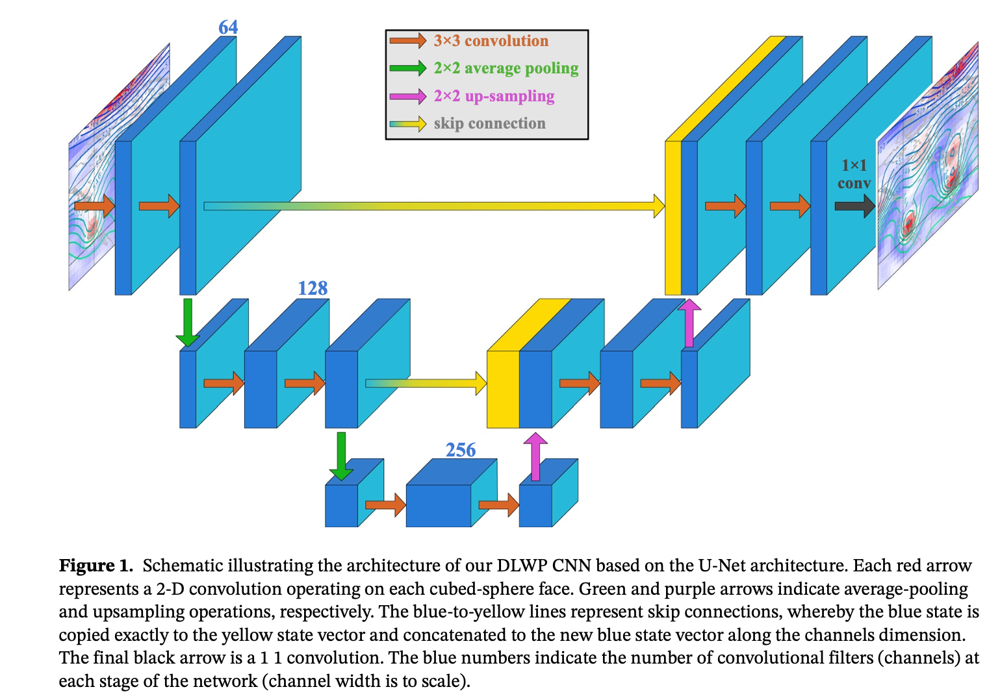 64
3×3 convolution
2×2 average pooling
2×2 up-sampling
skip connection
1×1
conv
128
256
Figure 1. Schematic illustrating the architecture of our DLWP CNN based on the U-Net architecture. Each red arrow
represents a 2-D convolution operating on each cubed-sphere face. Green and purple arrows indicate average-pooling
and upsampling operations, respectively. The blue-to-yellow lines represent skip connections, whereby the blue state is
copied exactly to the yellow state vector and concatenated to the new blue state vector along the channels dimension.
The final black arrow is a 1 1 convolution. The blue numbers indicate the number of convolutional filters (channels) at
each stage of the network (channel width is to scale).